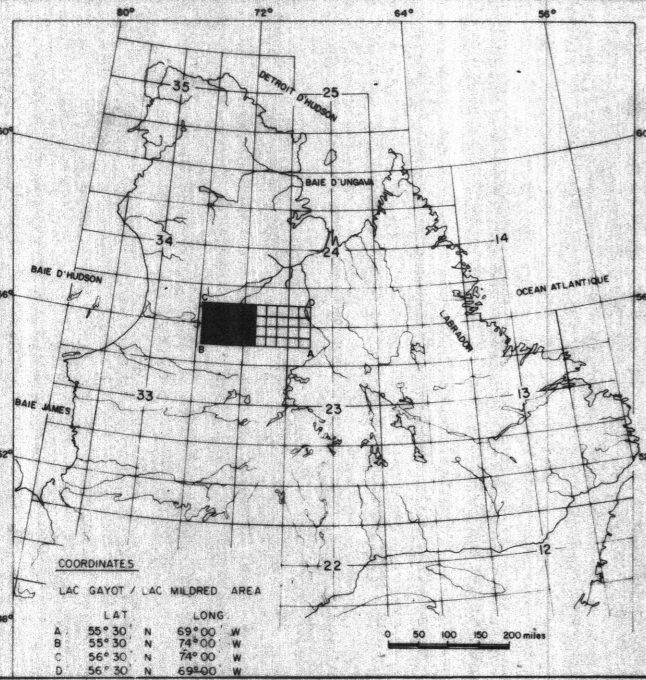 80° 72° 64° 56°
35
DETROIT D'HUDSON
25
60° 60
BAIE D'UNGAVA
34
24
14
BAIE D'HUDSON
OCEAN ATLANTIQUE
56° 56
C D
LABRADOR
B A
33
23
13
BAIE JAMES
52° 52
22
12
COORDINATES
LAC GAYOT / LAC MILDRED AREA
LAT. LONG.
A 55° 30' N 69° 00' W
B 55° 30' N 74° 00' W
C 56° 30' N 74° 00' W
D 56° 30' N 69° 00' W
0 50 100 150 200 miles